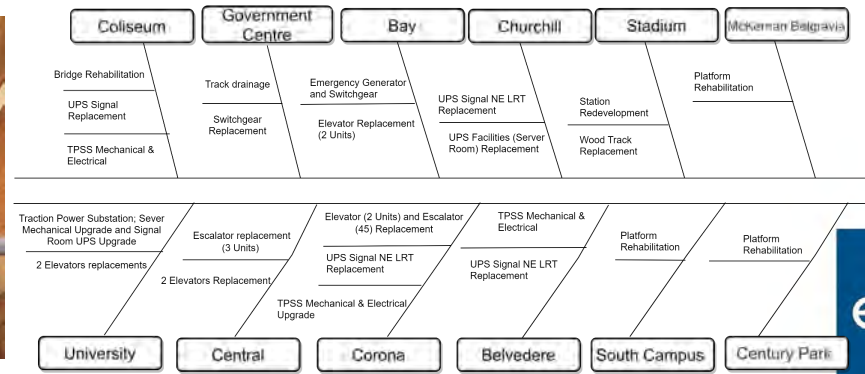 Coliseum
Government
Centre
Bay
Churchill
Stadium
McKernan Belgravia
Bridge Rehabilitation
UPS Signal
Replacement
TPSS Mechanical &
Electrical
Track drainage
Switchgear
Replacement
Emergency Generator
and Switchgear
Elevator Replacement
(2 Units)
UPS Signal NE LRT
Replacement
UPS Facilities (Server
Room) Replacement
Station
Redevelopment
Wood Track
Replacement
Platform
Rehabilitation
Traction Power Substation; Sever
Mechanical Upgrade and Signal
Room UPS Upgrade
2 Elevators replacements
Escalator replacement
(3 Units)
2 Elevators Replacement
Elevator (2 Units) and Escalator
(45) Replacement
UPS Signal NE LRT
Replacement
TPSS Mechanical & Electrical
Upgrade
TPSS Mechanical &
Electrical
UPS Signal NE LRT
Replacement
Platform
Rehabilitation
Platform
Rehabilitation
University
Central
Corona
Belvedere
South Campus
Century Park